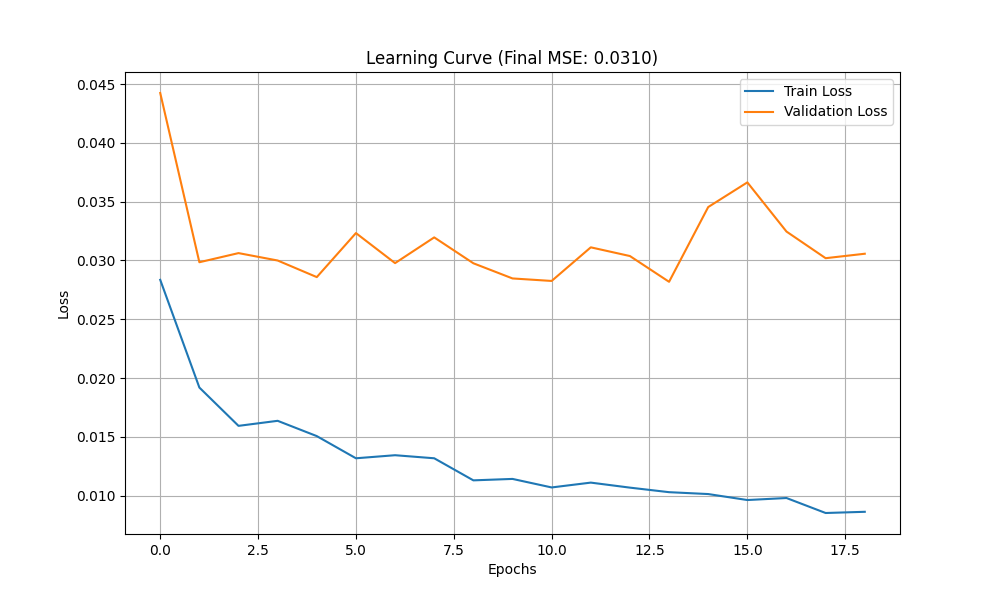 Learning Curve (Final MSE: 0.0310)
Train Loss
Validation Loss
Loss
0.045
0.040
0.035
0.030
0.025
0.020
0.015
0.010
0.0 2.5 5.0 7.5 10.0 12.5 15.0 17.5
Epochs